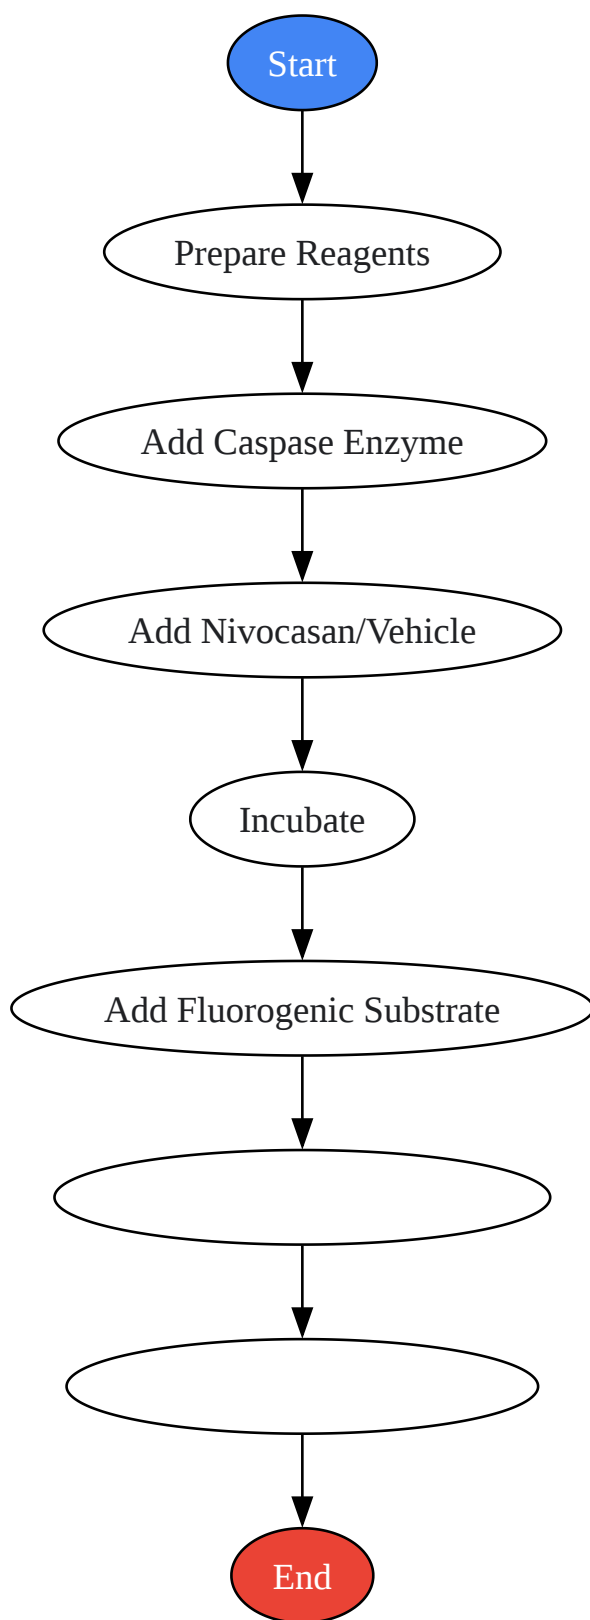 Start
Prepare Reagents
Add Caspase Enzyme
Add Nivocasan/Vehicle
Incubate
Add Fluorogenic Substrate
End